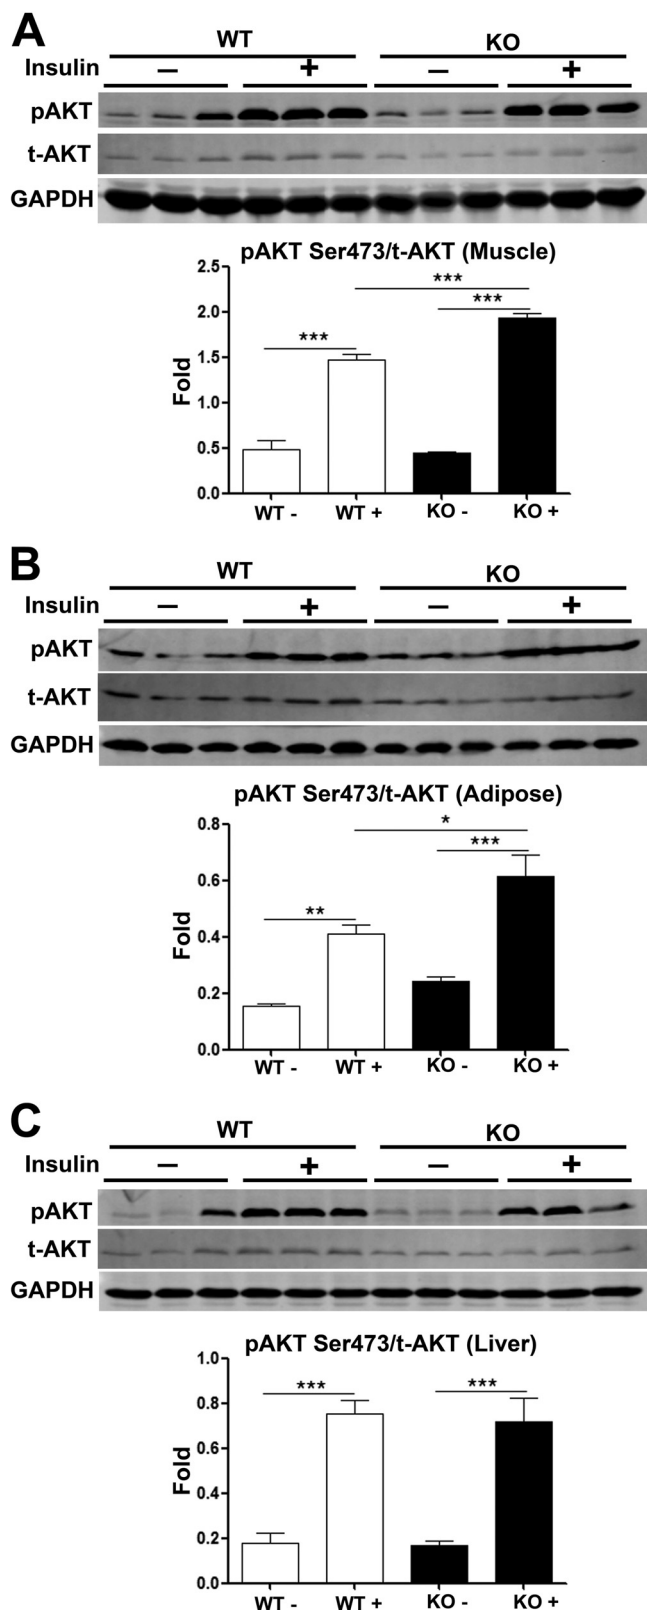 A
WT KO
Insulin – + – +
pAKT
t-AKT
GAPDH
pAKT Ser473/t-AKT (Muscle)
2.5
2.0
1.5
1.0
0.5
0.0
Fold
***
***
***
WT - WT + KO - KO +
B
WT KO
Insulin – + – +
pAKT
t-AKT
GAPDH
pAKT Ser473/t-AKT (Adipose)
0.8
0.6
0.4
0.2
0.0
Fold
*
***
**
WT - WT + KO - KO +
C
WT KO
Insulin – + – +
pAKT
t-AKT
GAPDH
pAKT Ser473/t-AKT (Liver)
1.0
0.8
0.6
0.4
0.2
0.0
Fold
*** ***
WT - WT + KO - KO +